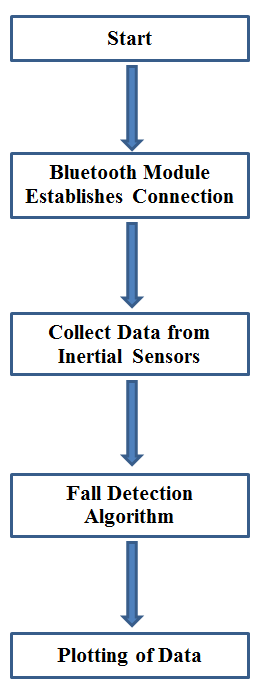 Start
Bluetooth Module
Establishes Connection
Collect Data from
Inertial Sensors
Fall Detection
Algorithm
Plotting of Data